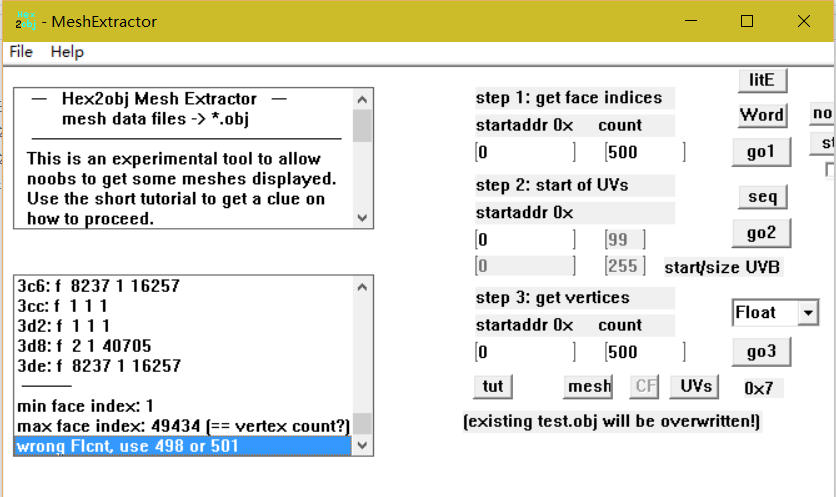 2obj - MeshExtractor
File Help
— Hex2obj Mesh Extractor —
mesh data files -> *.obj
This is an experimental tool to allow
noobs to get some meshes displayed.
Use the short tutorial to get a clue on
how to proceed.
3c6: f 8237 1 16257
3cc: f 1 1 1
3d2: f 1 1 1
3d8: f 2 1 40705
3de: f 8237 1 16257
min face index: 1
max face index: 49434 (== vertex count?)
wrong FIcnt, use 498 or 501
step 1: get face indices
startaddr 0x count
[0 ] [500 ]
litE
Word
no
go1
st
step 2: start of UVs
startaddr 0x
[0 ] [99 ]
[0 ] [255 ] start/size UVB
seq
go2
step 3: get vertices
startaddr 0x count
[0 ] [500 ]
Float
go3
tut mesh CF UVs 0x7
(existing test.obj will be overwritten!)